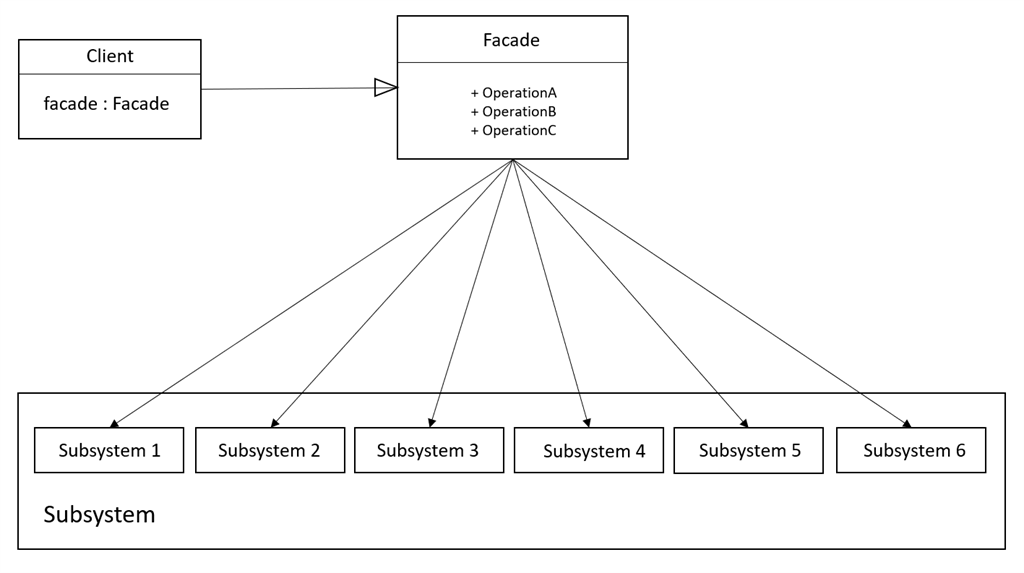 Client
facade : Facade
Facade
+ OperationA
+ OperationB
+ OperationC
Subsystem 1
Subsystem 2
Subsystem 3
Subsystem 4
Subsystem 5
Subsystem 6
Subsystem